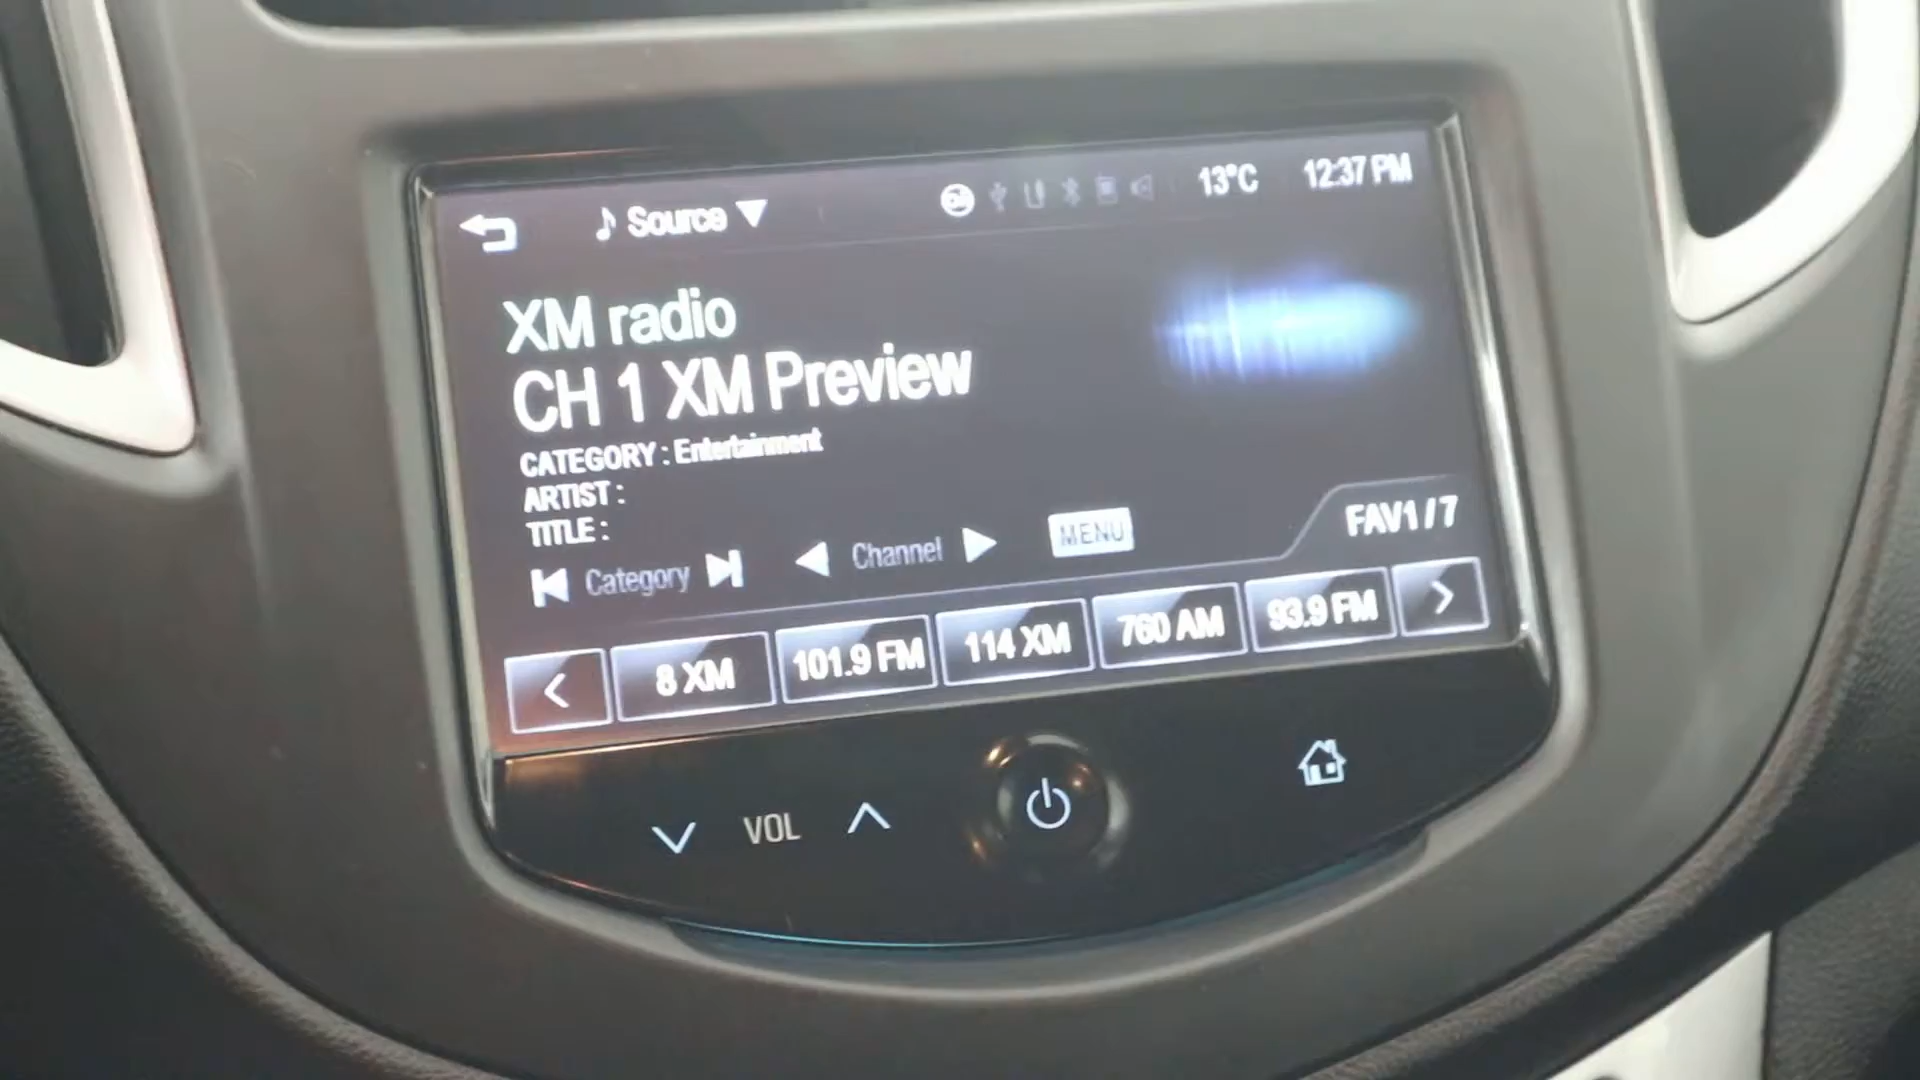 Source
13°C
12:37 PM
XM radio
CH 1 XM Preview
CATEGORY : Entertainment
ARTIST :
TITLE :
Category
Channel
MENU
FAV1 / 7
8 XM
101.9 FM
114 XM
760 AM
93.9 FM
VOL